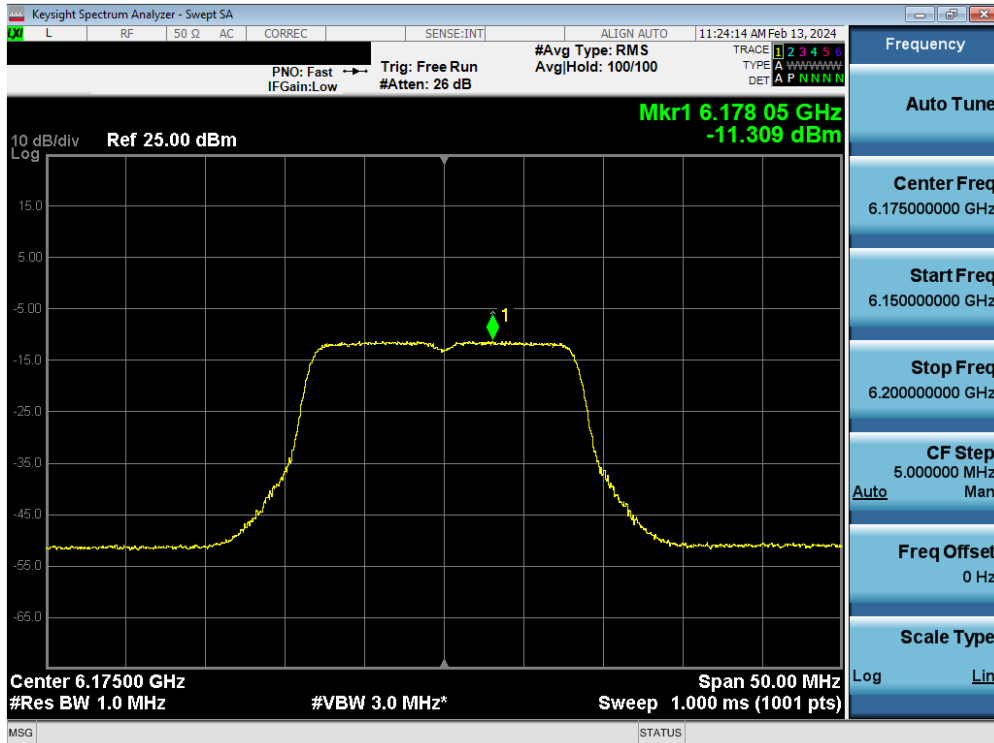 Keysight Spectrum Analyzer - Swept SA
LXI L RF 50 Ω AC CORREC SENSE:INT ALIGN AUTO 11:24:14 AM Feb 13, 2024
PNO: Fast
IFGain:Low
Trig: Free Run
#Atten: 26 dB
#Avg Type: RMS
Avg|Hold: 100/100
TRACE 1 2 3 4 5 6
TYPE A WWWWW
DET A P N N N N
Mkr1 6.178 05 GHz
-11.309 dBm
10 dB/div Ref 25.00 dBm
Log
15.0
5.00
-5.00
-15.0
-25.0
-35.0
-45.0
-55.0
-65.0
1
Center 6.17500 GHz Span 50.00 MHz
#Res BW 1.0 MHz #VBW 3.0 MHz* Sweep 1.000 ms (1001 pts)
MSG STATUS
Frequency
Auto Tune
Center Freq
6.175000000 GHz
Start Freq
6.150000000 GHz
Stop Freq
6.200000000 GHz
CF Step
5.000000 MHz
Auto Man
Freq Offset
0 Hz
Scale Type
Log Lin